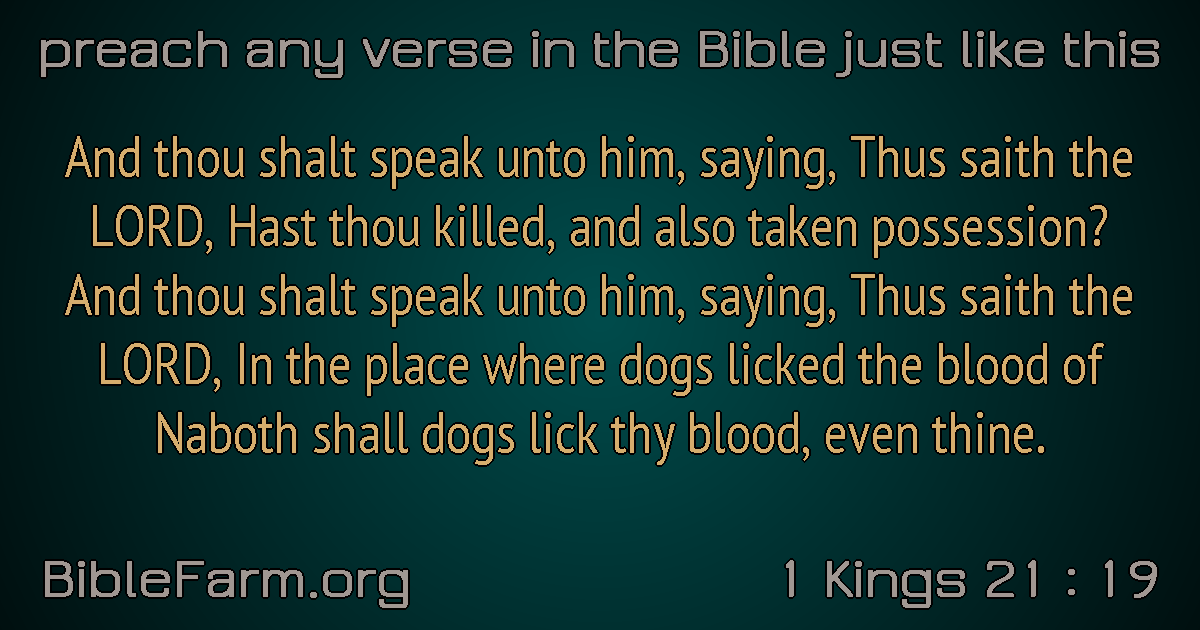 preach any verse in the Bible just like this
And thou shalt speak unto him, saying, Thus saith the
LORD, Hast thou killed, and also taken possession?
And thou shalt speak unto him, saying, Thus saith the
LORD, In the place where dogs licked the blood of
Naboth shall dogs lick thy blood, even thine.
BibleFarm.org
1 Kings 21 : 19